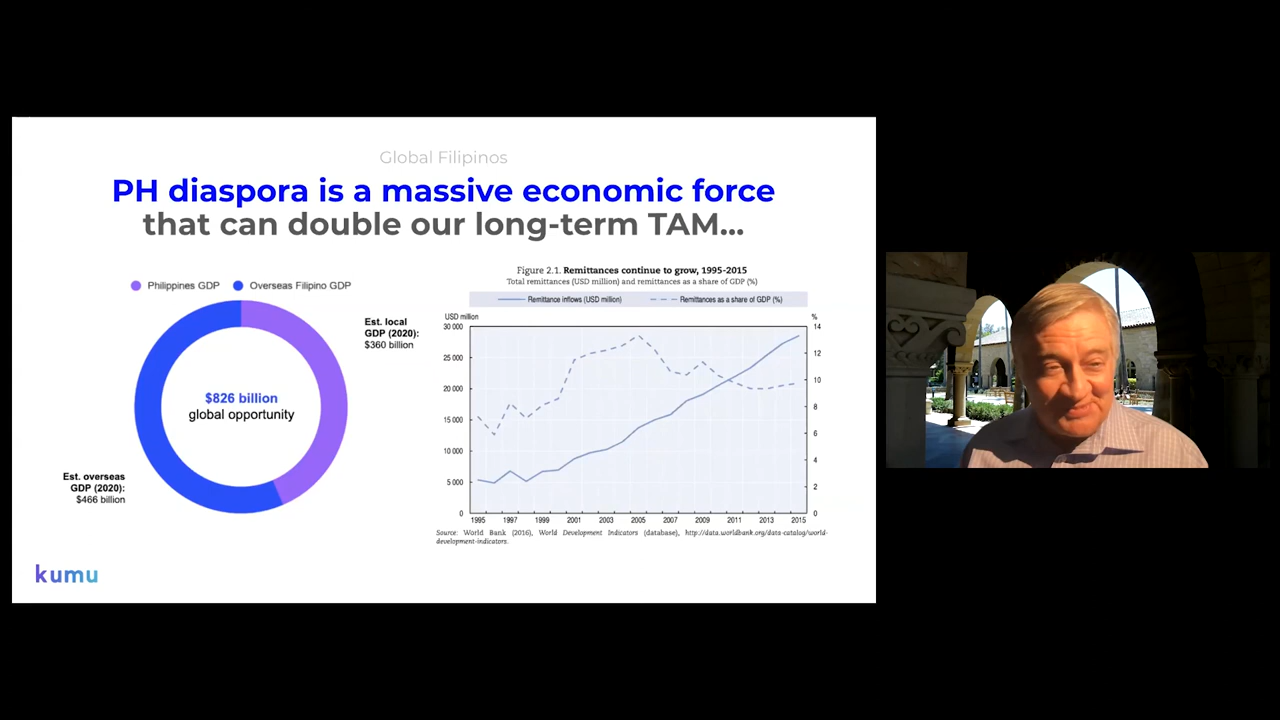 Global Filipinos
PH diaspora is a massive economic force
that can double our long-term TAM...
Philippines GDP
Overseas Filipino GDP
Est. local
GDP (2020):
$360 billion
$826 billion
global opportunity
Est. overseas
GDP (2020):
$466 billion
Figure 2.1. Remittances continue to grow, 1995-2015
Total remittances (USD million) and remittances as a share of GDP (%)
Remittance inflows (USD million)
Remittances as a share of GDP (%)
USD million
%
30 000
25 000
20 000
15 000
10 000
5 000
0
14
12
10
8
6
4
2
0
1995 1997 1999 2001 2003 2005 2007 2009 2011 2013 2015
Source: World Bank (2016), World Development Indicators (database), http://data.worldbank.org/data-catalog/world-
development-indicators.
kumu